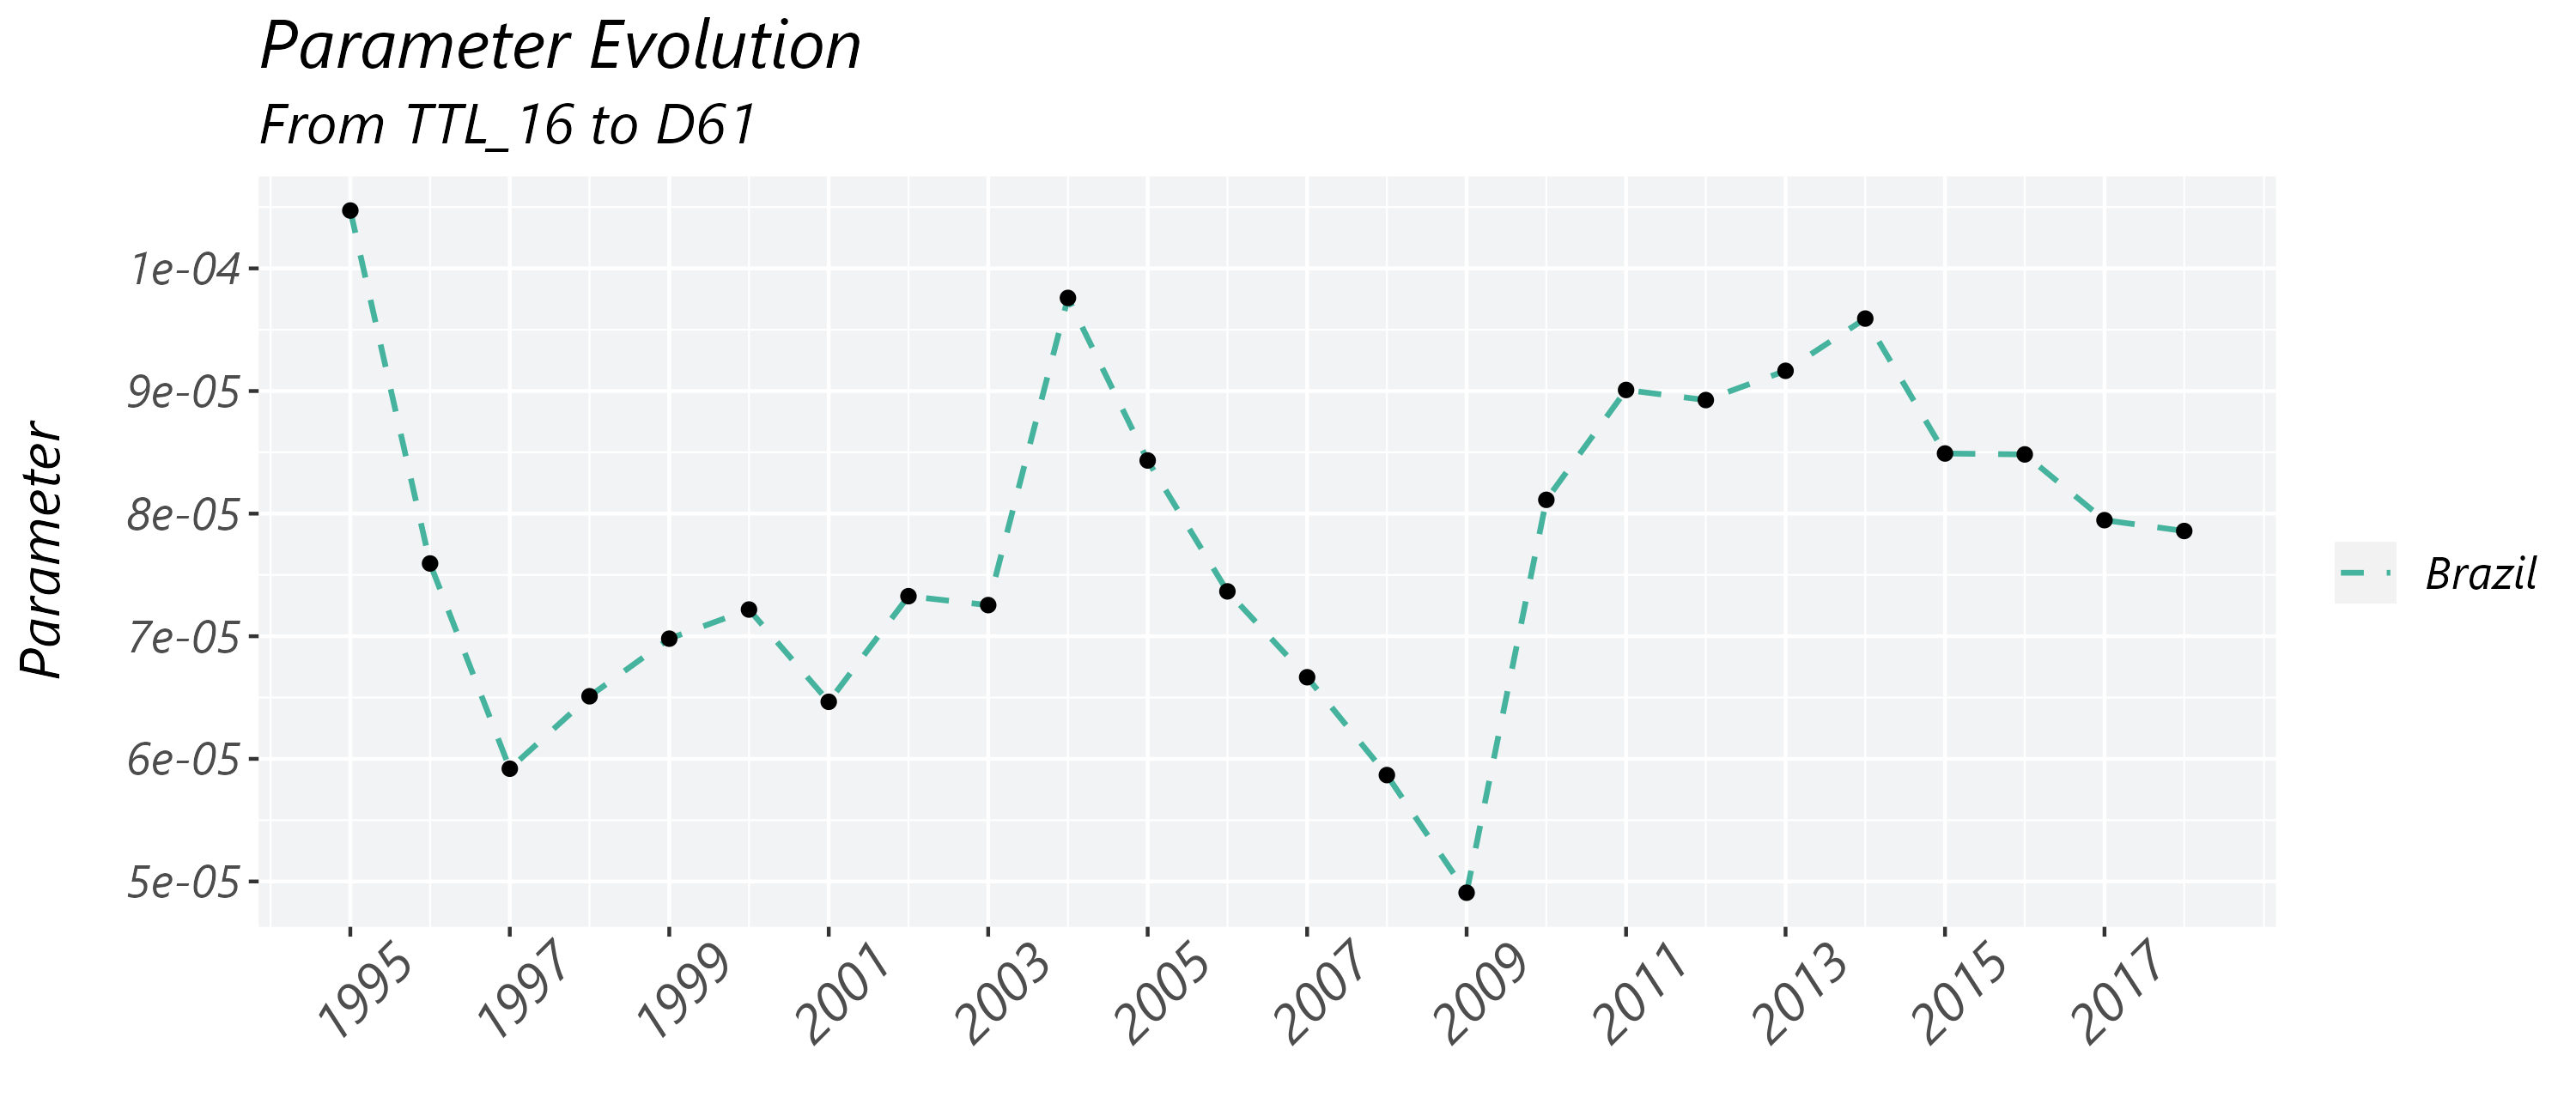 Parameter Evolution
From TTL_16 to D61
Parameter
1e-04
9e-05
8e-05
7e-05
6e-05
5e-05
1995
1997
1999
2001
2003
2005
2007
2009
2011
2013
2015
2017
Brazil